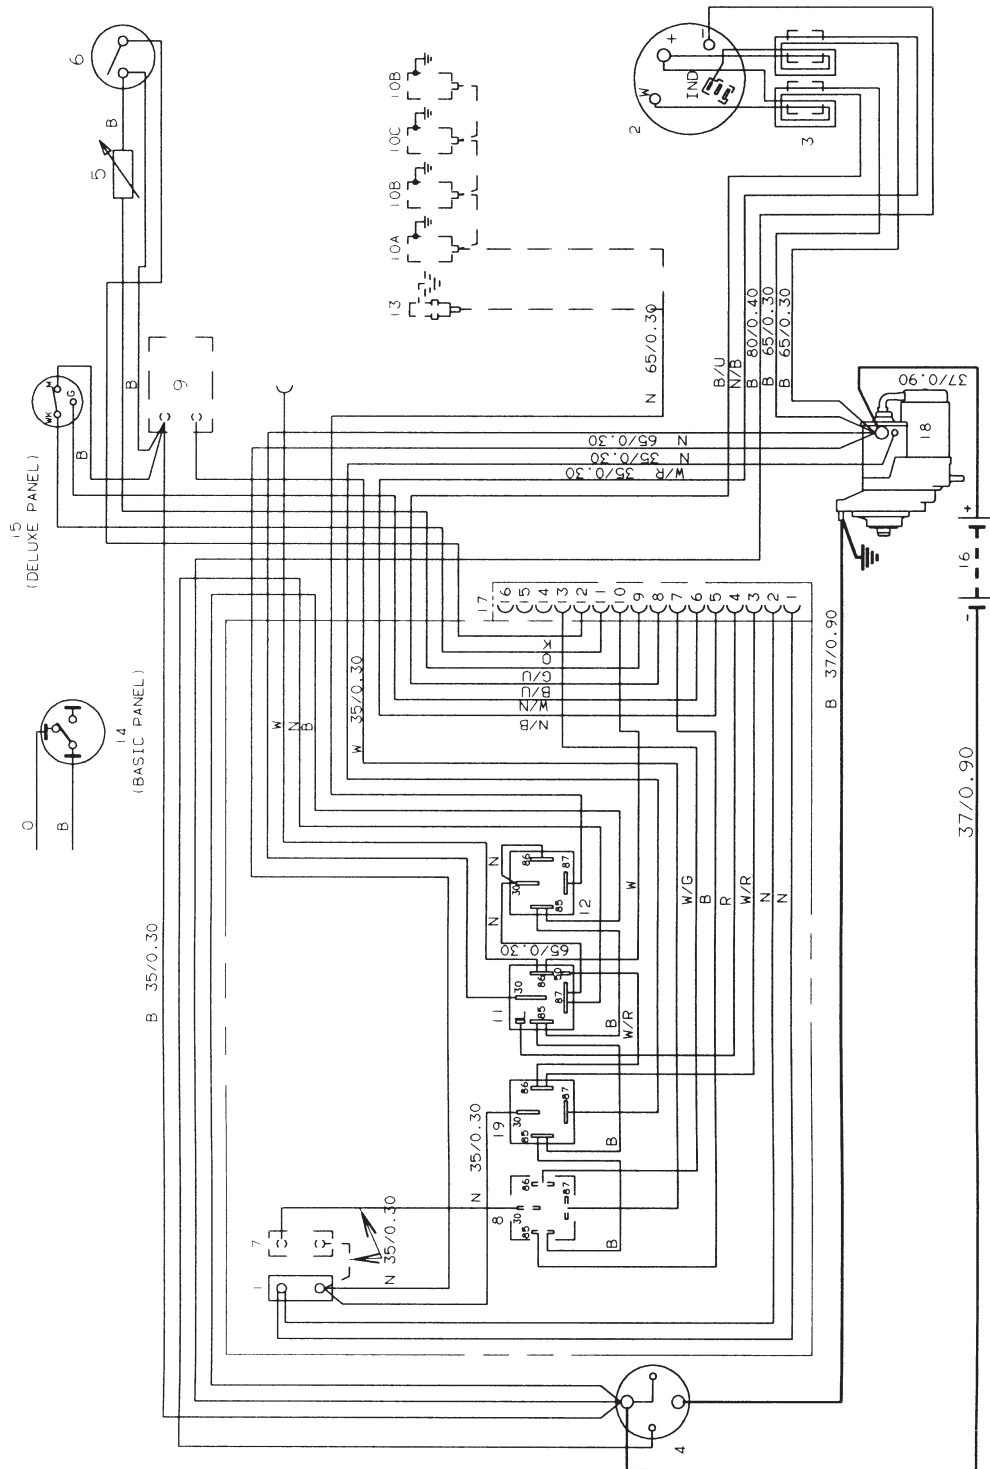 6
B
5
B
9
M
WK
G
B
15
(DELUXE PANEL)
10B
10C
10B
10A
13
N 65/0.30
2
+
-
W
IND
3
B/U
N/B
B 80/0.40
B 65/0.30
B 65/0.30
37/0.90
18
N 65/0.30
N 35/0.30
W/R 35/0.30
+
16
-
B 37/0.90
37/0.90
17
16
15
14
13
12
11
10
9
8
7
6
5
4
3
2
1
K
O
G/U
B/U
W/N
N/B
W 35/0.30
W
N
B
14
(BASIC PANEL)
O
B
B 35/0.30
N
86
30
87
85
12
N
65/0.30
W
W/G
B
R
W/R
N
N
86
50
30
87
85
11
B
W/R
86
30
87
85
19
B
N 35/0.30
86
30
87
85
8
B
7
1
N 35/0.30
4